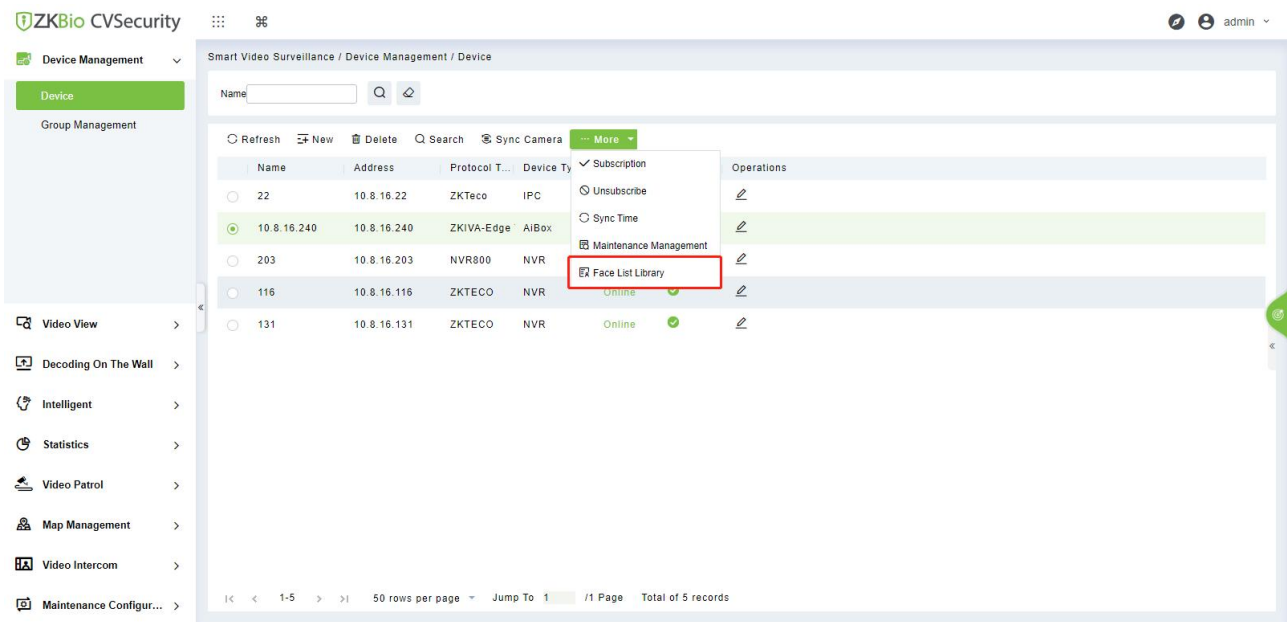 ZKBio CVSecurity
admin
Device Management
Device
Group Management
Video View
Decoding On The Wall
Intelligent
Statistics
Video Patrol
Map Management
Video Intercom
Maintenance Configur...
Smart Video Surveillance / Device Management / Device
Name
Refresh New Delete Search Sync Camera ··· More
Subscription
Unsubscribe
Sync Time
Maintenance Management
Face List Library
Name Address Protocol T... Device Ty Operations
22 10.8.16.22 ZKTeco IPC
10.8.16.240 10.8.16.240 ZKIVA-Edge AiBox
203 10.8.16.203 NVR800 NVR
116 10.8.16.116 ZKTECO NVR Online
131 10.8.16.131 ZKTECO NVR Online
|< < 1-5 > >| 50 rows per page Jump To 1 /1 Page Total of 5 records